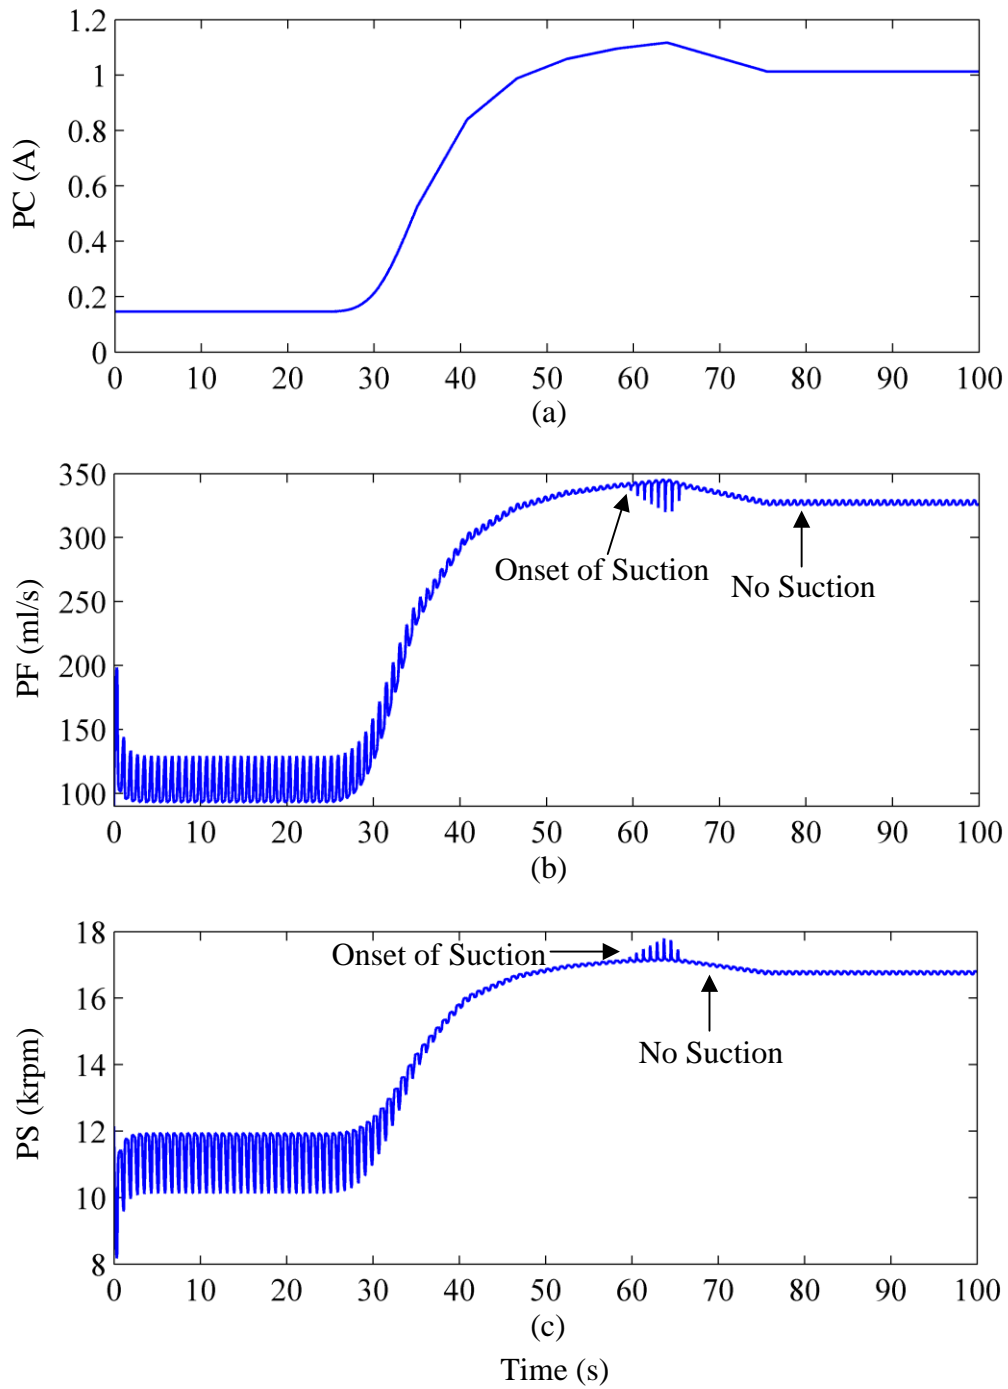 1.2
1
0.8
0.6
0.4
0.2
0
PC (A)
0 10 20 30 40 50 60 70 80 90 100
(a)
350
300
250
200
150
100
PF (ml/s)
Onset of Suction
No Suction
0 10 20 30 40 50 60 70 80 90 100
(b)
18
16
14
12
10
8
PS (krpm)
Onset of Suction
No Suction
0 10 20 30 40 50 60 70 80 90 100
(c)
Time (s)